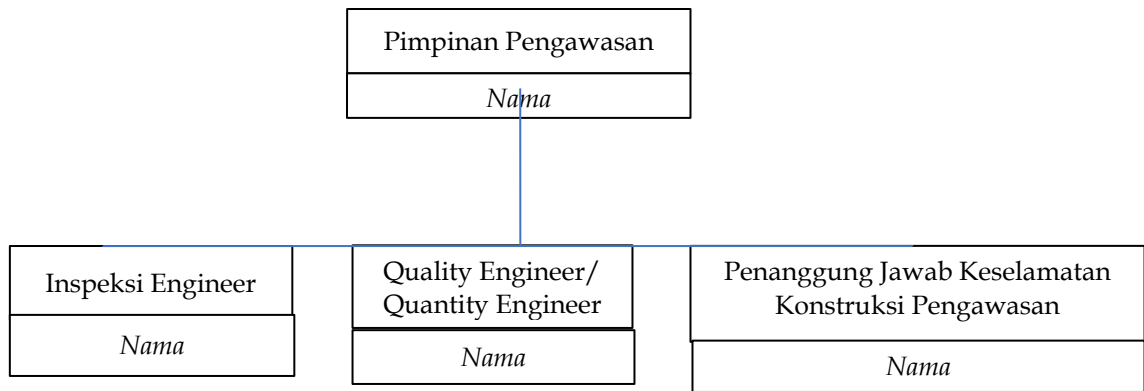 Pimpinan Pengawasan
Nama
Inspeksi Engineer
Nama
Quality Engineer/
Quantity Engineer
Nama
Penanggung Jawab Keselamatan
Konstruksi Pengawasan
Nama